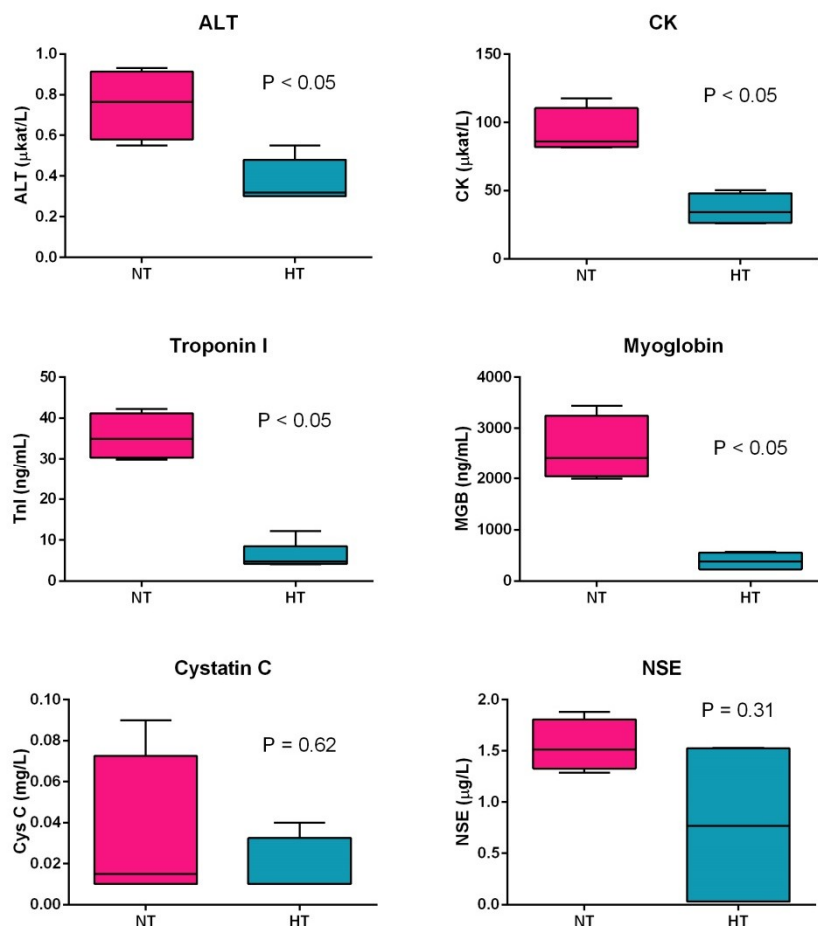 ALT
1.0
0.8
0.6
0.4
0.2
0.0
ALT (μkat/L)
P < 0.05
NT
HT
CK
150
100
50
0
CK (μkat/L)
P < 0.05
NT
HT
Troponin I
50
40
30
20
10
0
TnI (ng/mL)
P < 0.05
NT
HT
Myoglobin
4000
3000
2000
1000
0
MGB (ng/mL)
P < 0.05
NT
HT
Cystatin C
0.10
0.08
0.06
0.04
0.02
0.00
Cys C (mg/L)
P = 0.62
NT
HT
NSE
2.0
1.5
1.0
0.5
0.0
NSE (μg/L)
P = 0.31
NT
HT